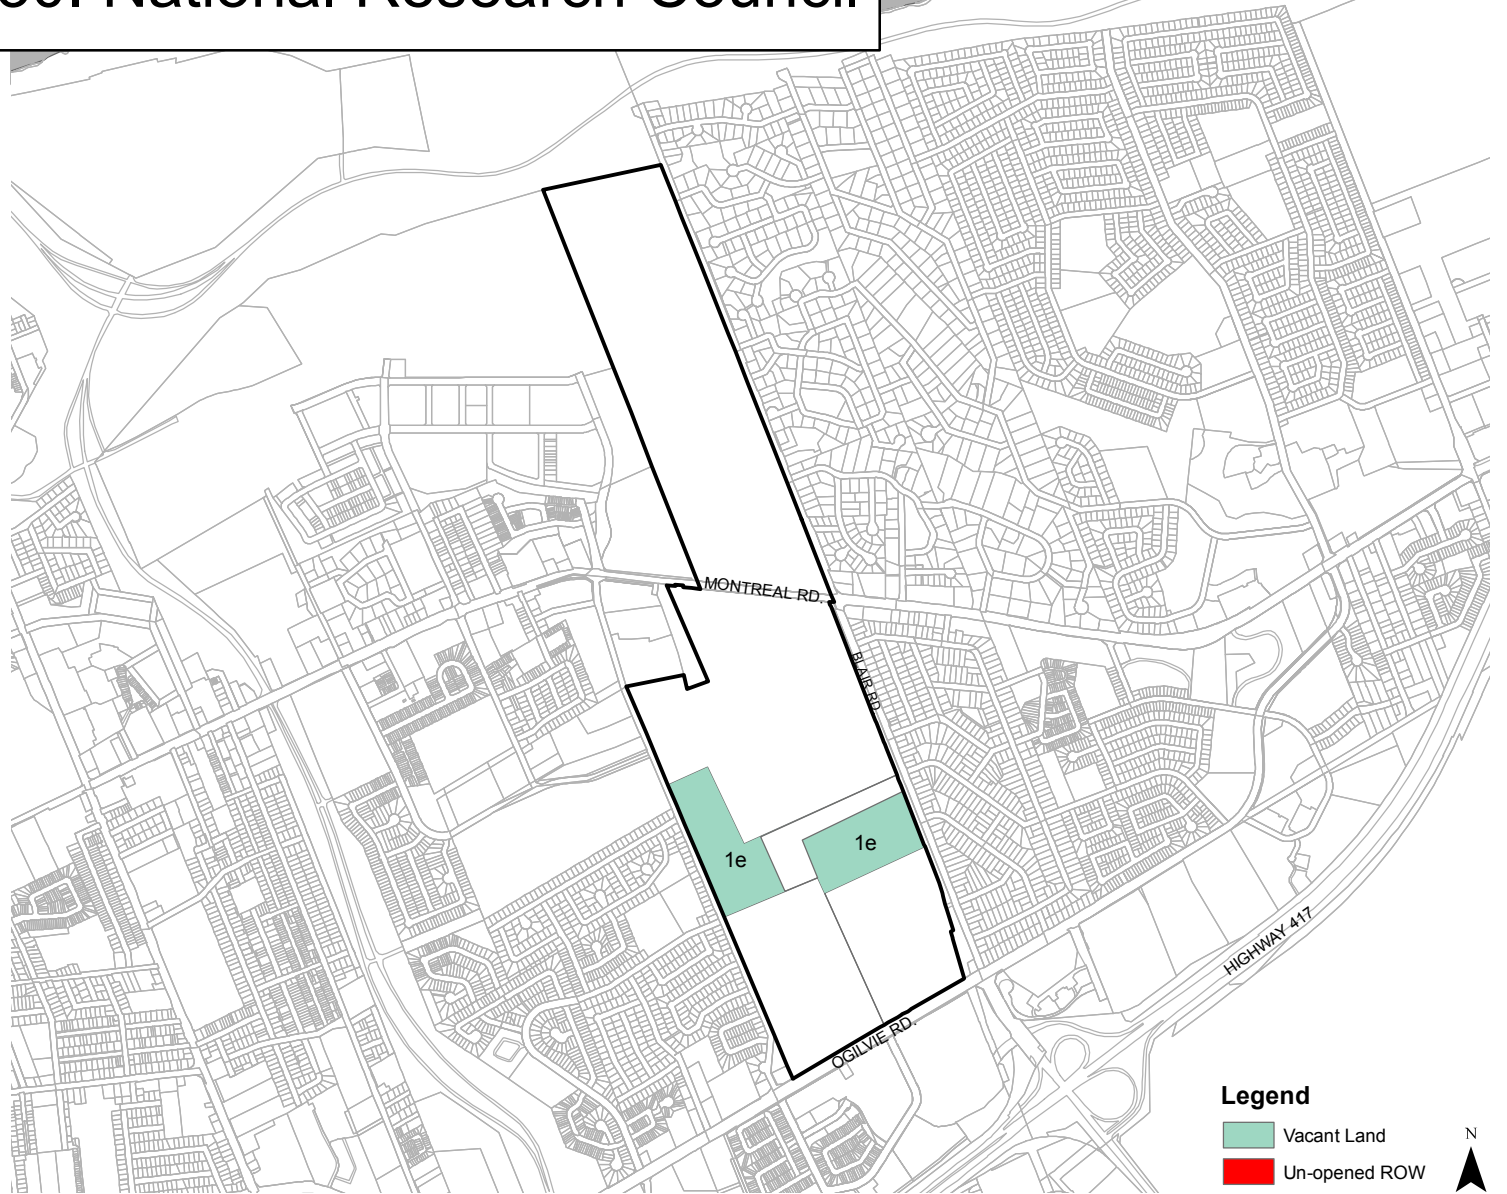 National Research Council
MONTREAL RD.
BLAIR RD.
1e
1e
HIGHWAY 417
OGILVIE RD.
Legend
Vacant Land
Un-opened ROW
N